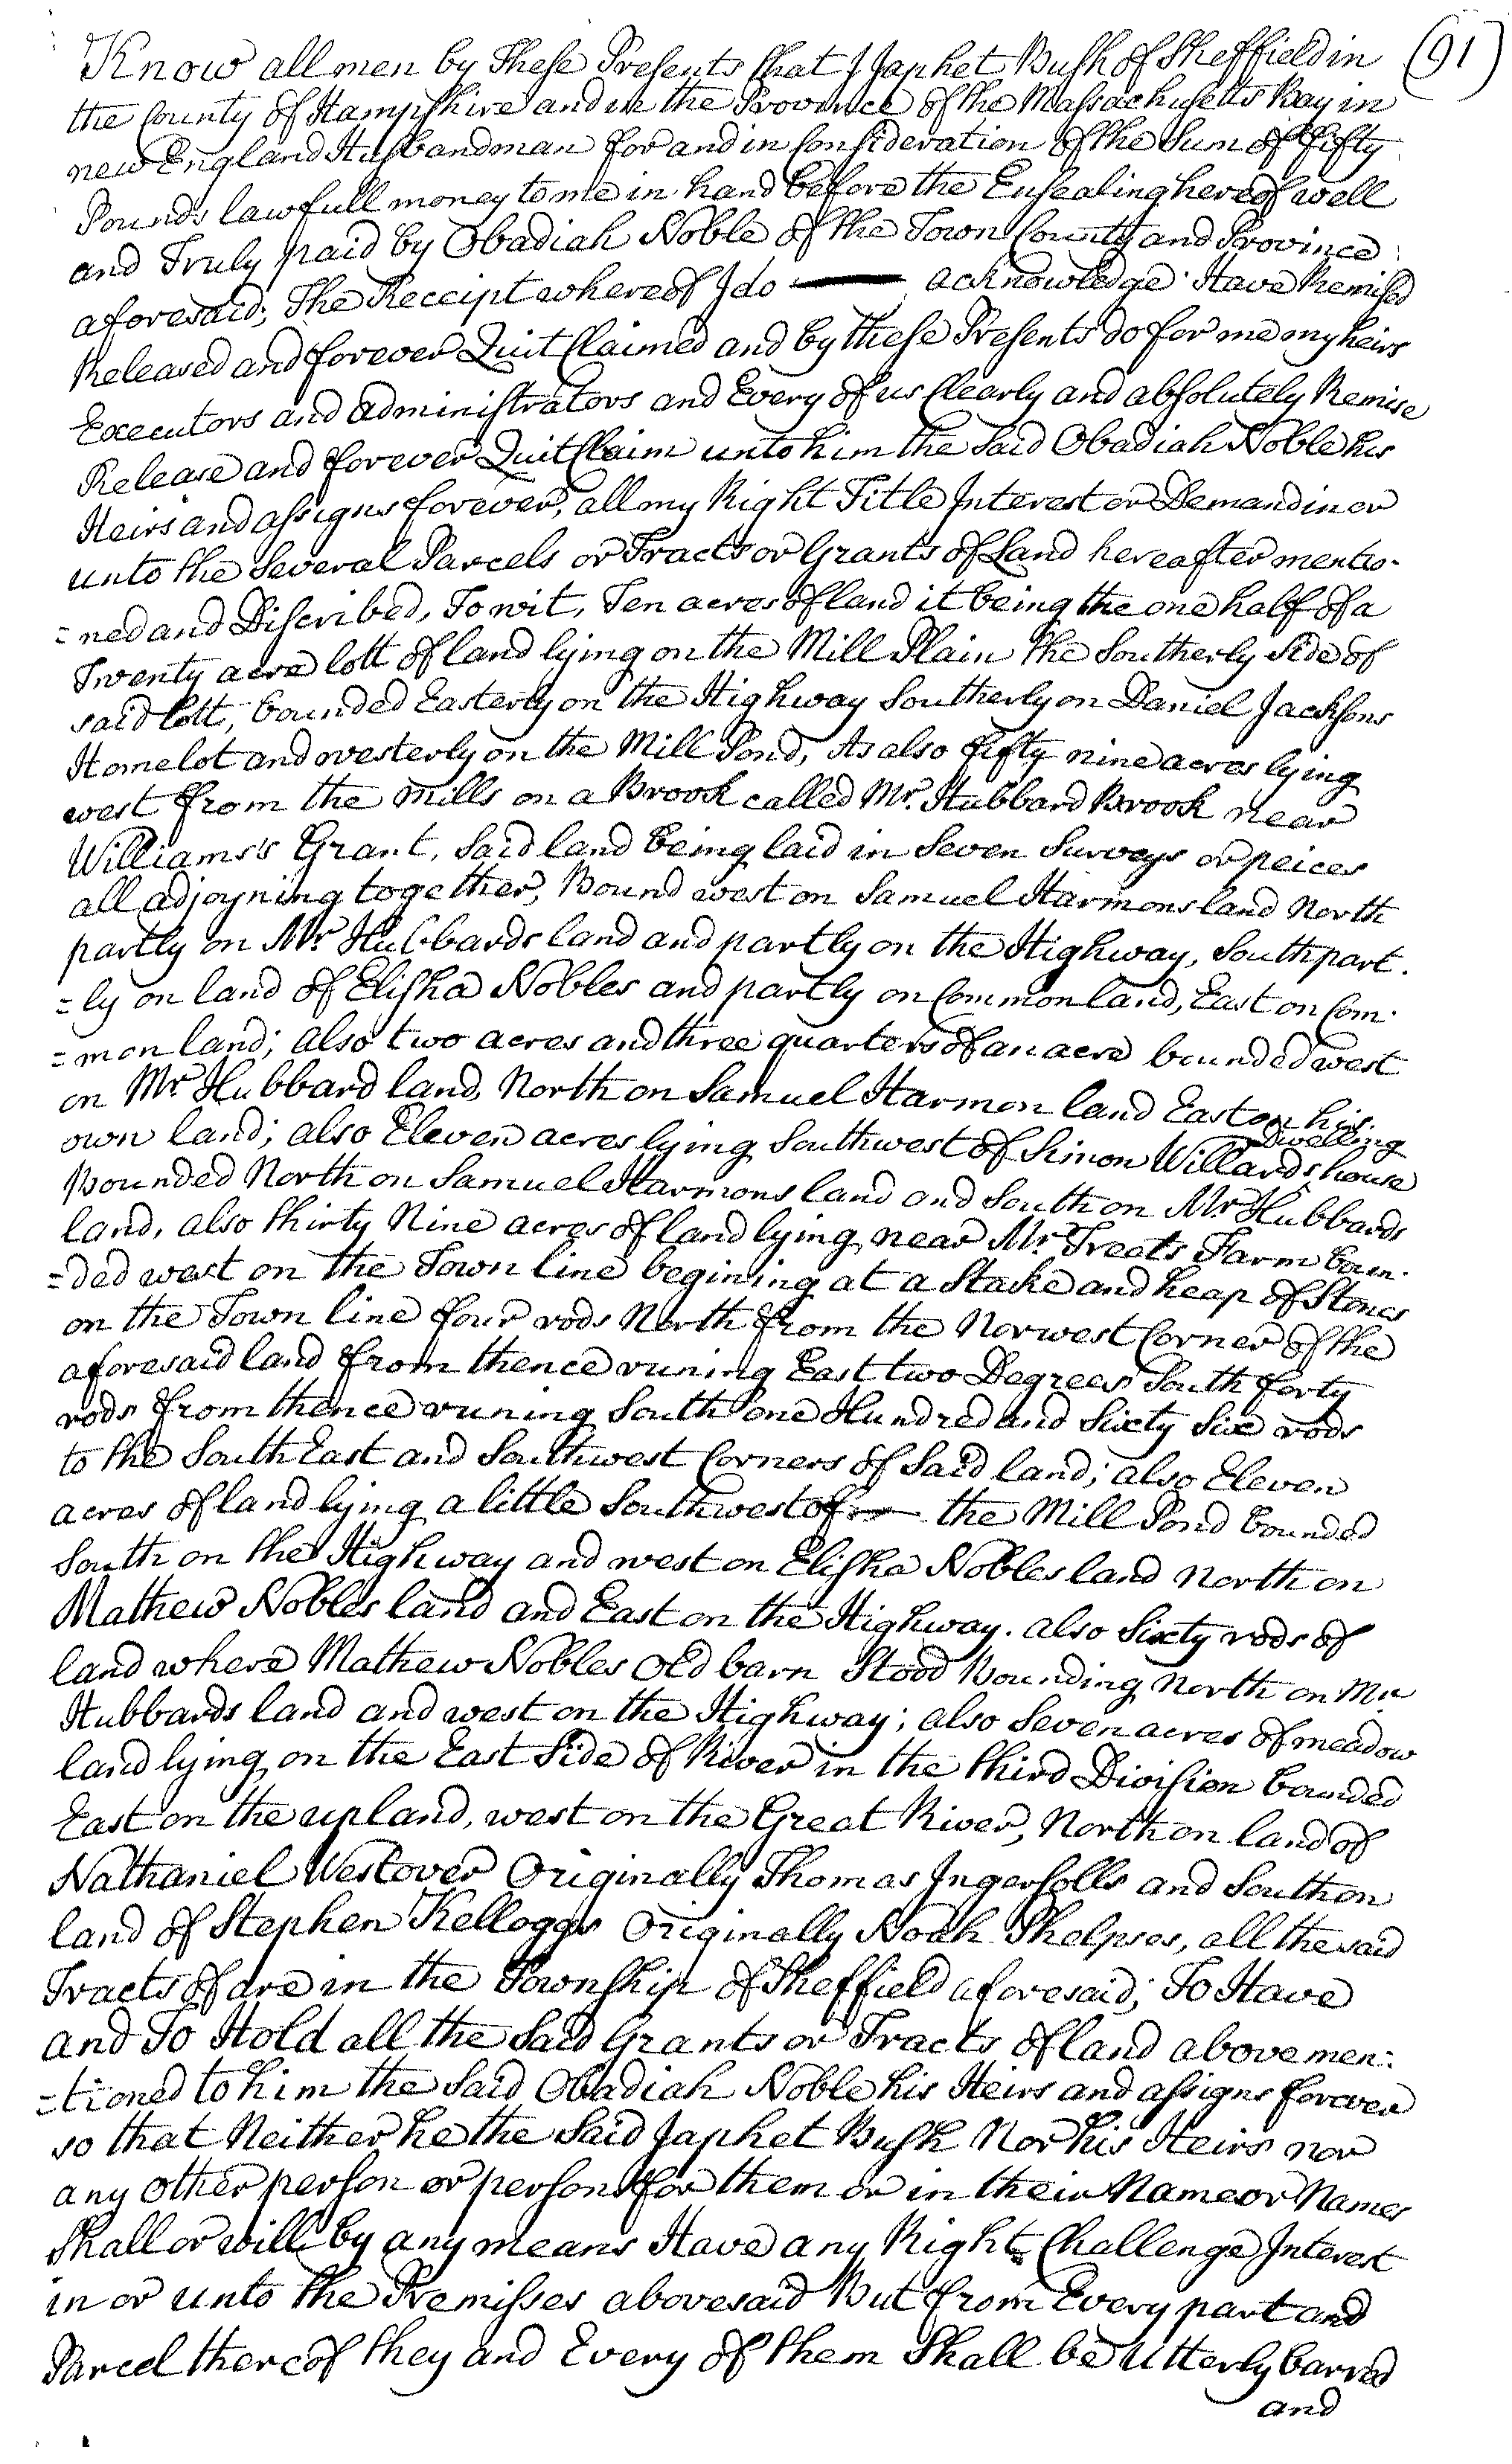 (91)
Know all men by These Presents that I Japhet Bush of Sheffield in
the County of Hampshire and in the Province of the Massachusetts Bay in
new England Husbandman for and in Consideration of the Sum of fifty
Pounds lawfull money to me in hand before the Ensealing hereof well
and Truly paid by Obadiah Noble of the Town County and Province
aforesaid; The Receipt whereof I do acknowledge Have Remised
Released and forever Quit Claimed and by these Presents do for me my heirs
Executors and administrators and Every of us Clearly and absolutely Remise
Release and forever Quit Claim unto him the Said Obadiah Noble his
Heirs and assigns forever, all my Right Title Interest or Demand in or
unto the Several Parcels or Tracts or Grants of Land hereafter mentio-
=ned and Discribed, To wit, Ten acres of land it being the one half of a
Twenty acre lott of land lying on the Mill Plain the Southerly Side of
said lott, bounded Easterly on the Highway Southerly on Daniel Jacksons
Homelot and westerly on the Mill Pond, As also fifty nine acres lying
west from the mills on a Brook called Mr. Hubbard Brook near
Williams's Grant, Said land being laid in Seven Surveys or peices
all adjoyning together, Bound west on Samuel Harmons land North
partly on Mr. Hubbards land and partly on the Highway, South part.
=ly on land of Elisha Nobles and partly on Common land, East on Com.
=mon land; also two acres and three quarters of an acre bounded west
on Mr. Hubbard land North on Samuel Harmon land East on his
own land; also Eleven acres lying Southwest of Simon Willards dwelling house
Bounded North on Samuel Harmons land and South on Mr Hubbards
land, also thirty Nine acres of land lying near Mr. Treats Farm boun-
=ded west on the Town line begining at a Stake and heap of Stones
on the Town line four rods North from the Norwest Corner of the
aforesaid land from thence runing East two Degrees South forty
rods from thence runing South one Hundred and Sixty Six rods
to the South East and Southwest Corners of Said land; also Eleven
acres of land lying a little Southwest of the Mill Pond bounded
South on the Highway and west on Elisha Nobles land north on
Mathew Nobles land and East on the Highway. also Sixty rods of
land where Mathew Nobles old barn Stood Bounding North on Mr
Hubbards land and west on the Highway; also Seven acres of meadow
land lying on the East Side of River in the third Division bounded
East on the upland, west on the Great River, North on land of
Nathaniel Westover Originally Thomas Ingersolls and South on
land of Stephen Kelloggs Originally Noah Phelpses, all the said
Tracts of are in the Township of Sheffield aforesaid; To Have
and To Hold all the Said Grants or Tracts of land above men:
=tioned to him the Said Obadiah Noble his Heirs and assigns forever
so that Neither he the Said Japhet Bush Nor his Heirs nor
any other person or persons for them or in their Name or Names
Shall or will by any means Have any Right Challenge Interest
in or unto the Premisses abovesaid But from Every part and
Parcel thereof they and Every of them Shall be Utterly barred
and